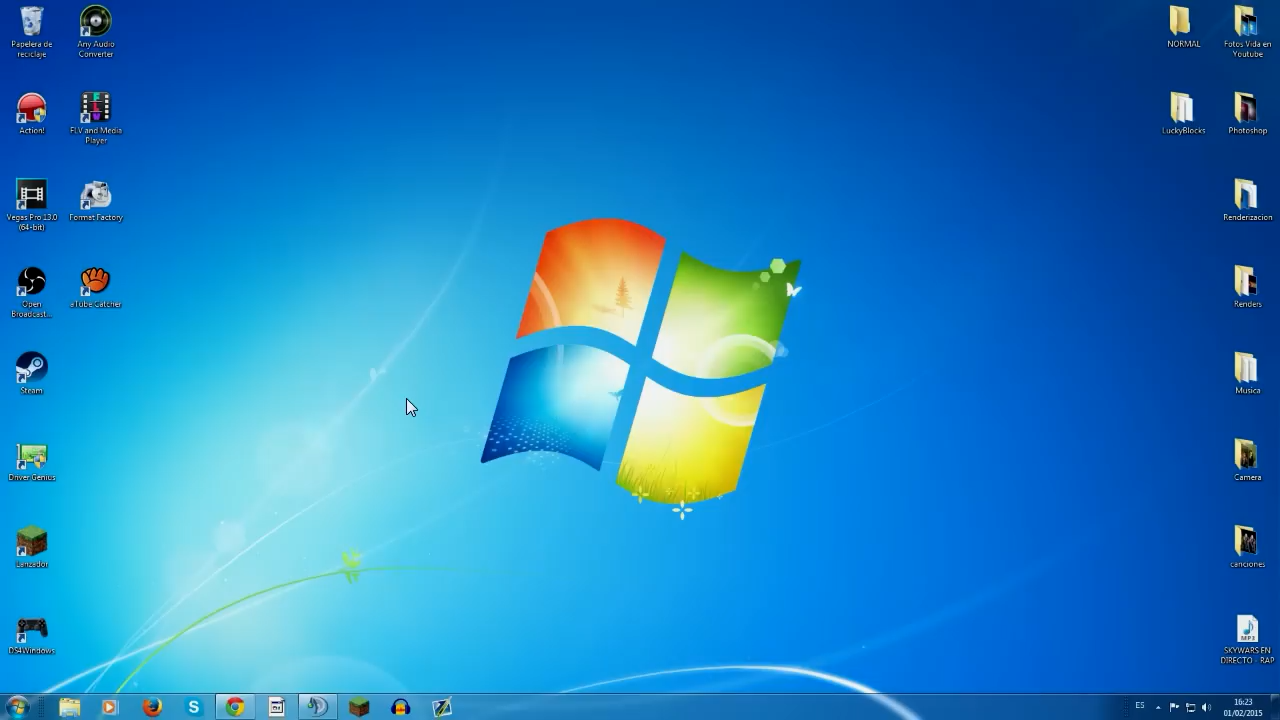 Papelera de
reciclaje
Any Audio
Converter
NORMAL
Fotos Vida en
Youtube
Action!
FLV and Media
Player
LuckyBlocks
Photoshop
Vegas Pro 13.0
(64-bit)
Format Factory
Renderizacion
Open
Broadcast...
aTube Catcher
Renders
Steam
Musica
Driver Genius
Camera
Lanzador
canciones
DS4Windows
MP3
SKYWARS EN
DIRECTO - RAP
ES
16:23
01/02/2015